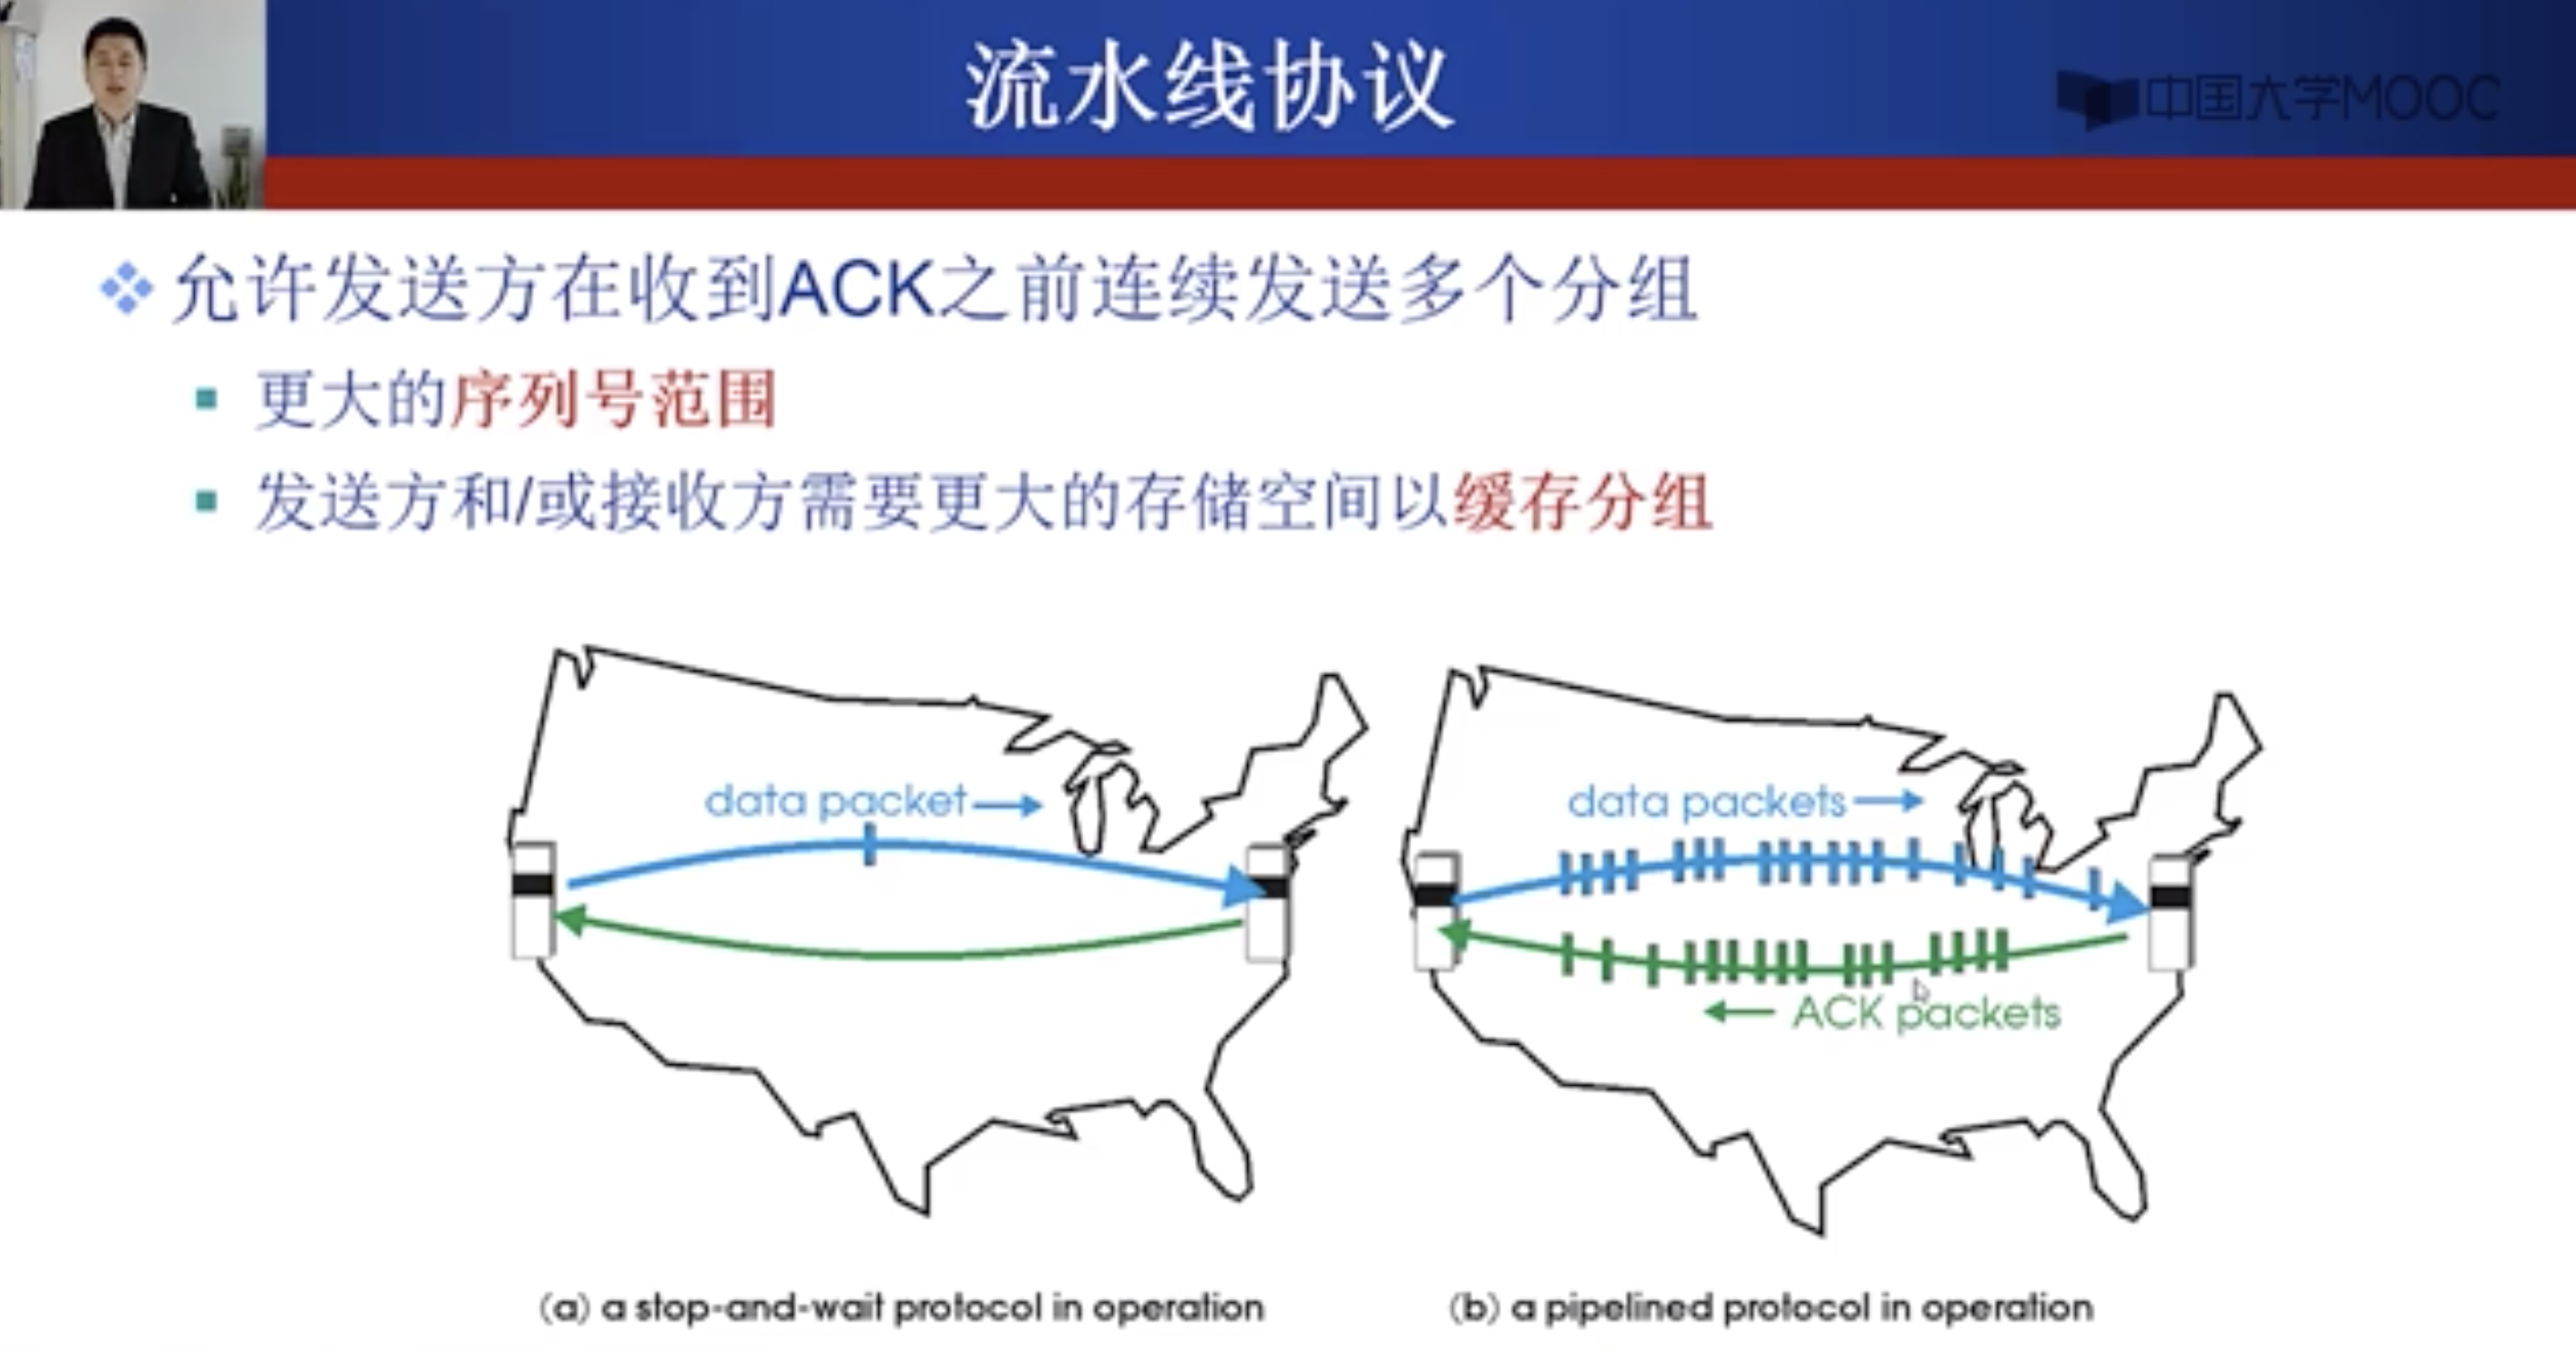 流水线协议
中国大学MOOC
允许发送方在收到ACK之前连续发送多个分组
更大的序列号范围
发送方和/或接收方需要更大的存储空间以缓存分组
data packet
data packets
ACK packets
(a) a stop-and-wait protocol in operation
(b) a pipelined protocol in operation